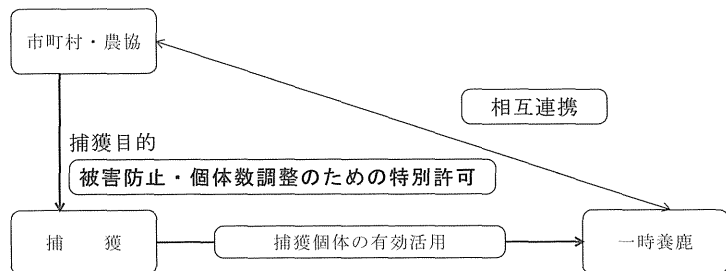 市町村・農協
相互連携
捕獲目的
被害防止・個体数調整のための特別許可
捕 獲
捕獲個体の有効活用
一時養鹿